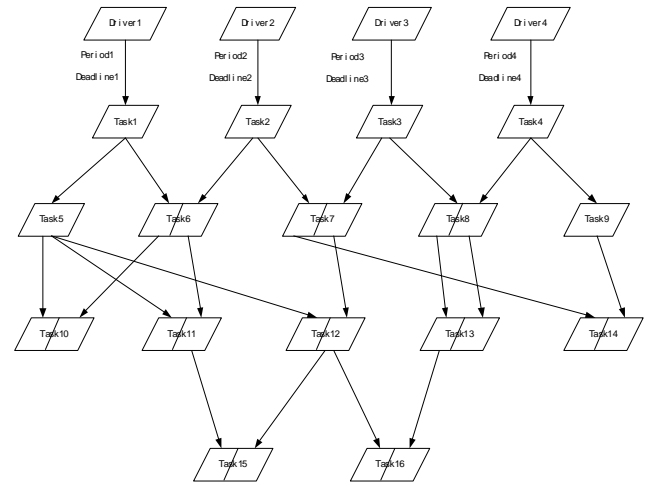 Driver1
Driver2
Driver3
Driver4
Period1
Period2
Period3
Period4
Deadline1
Deadline2
Deadline3
Deadline4
Task1
Task2
Task3
Task4
Task5
Task6
Task7
Task8
Task9
Task10
Task11
Task12
Task13
Task14
Task15
Task16